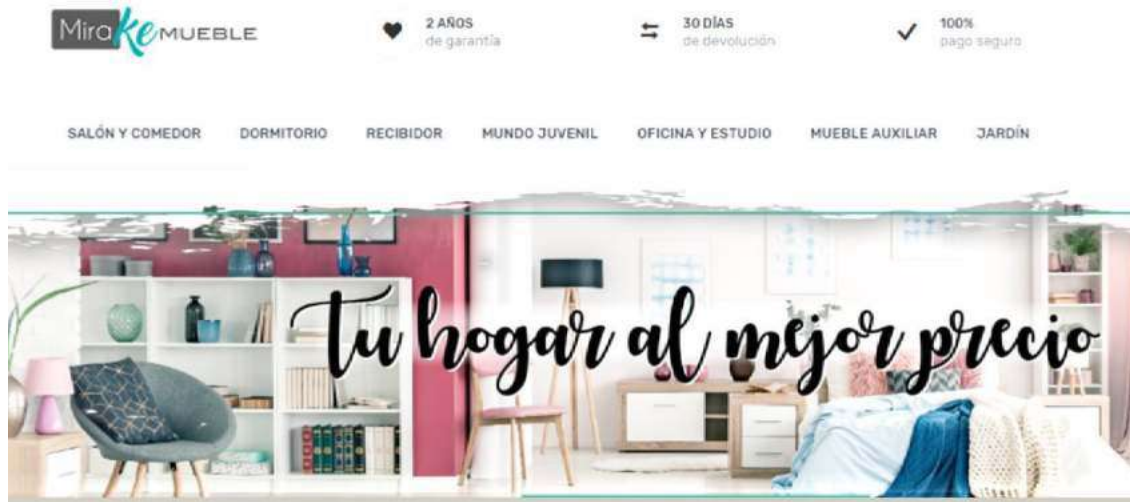 MirakeMUEBLE
2 AÑOS
de garantía
30 DÍAS
de devolución
100%
pago seguro
SALÓN Y COMEDOR DORMITORIO RECIBIDOR MUNDO JUVENIL OFICINA Y ESTUDIO MUEBLE AUXILIAR JARDÍN
Tu hogar al mejor precio